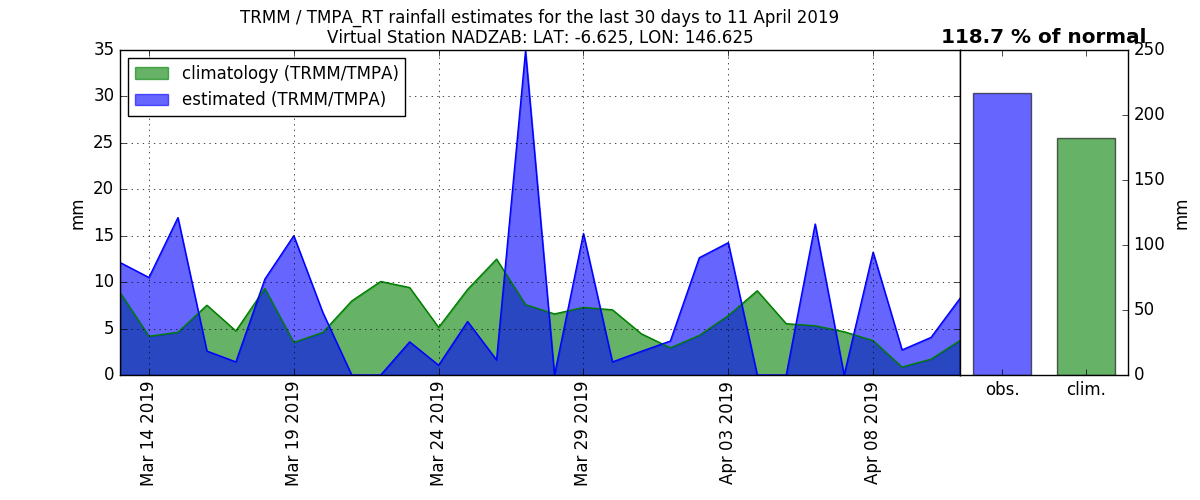 TRMM / TMPA_RT rainfall estimates for the last 30 days to 11 April 2019
Virtual Station NADZAB: LAT: -6.625, LON: 146.625
118.7 % of normal
climatology (TRMM/TMPA)
estimated (TRMM/TMPA)
mm
35
30
25
20
15
10
5
0
Mar 14 2019
Mar 19 2019
Mar 24 2019
Mar 29 2019
Apr 03 2019
Apr 08 2019
obs.
clim.
250
200
150
100
50
0
mm